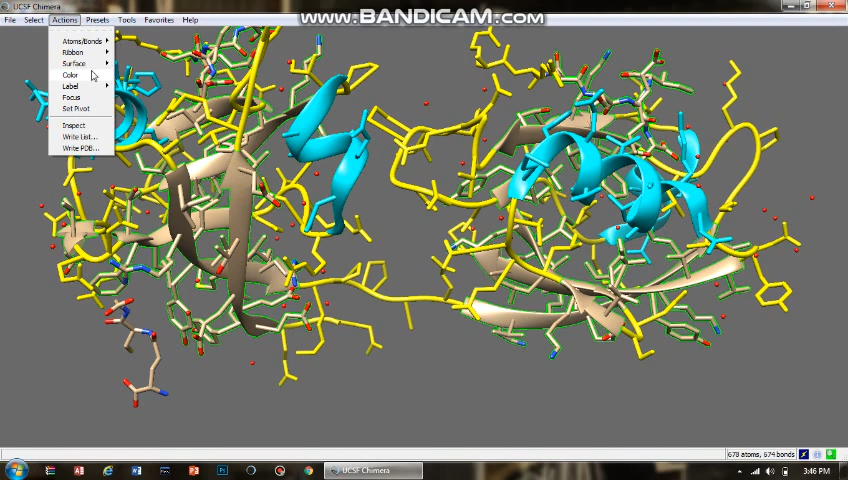 UCSF Chimera
www.BANDICAM.com
File Select Actions Presets Tools Favorites Help
Atoms/Bonds
Ribbon
Surface
Color
Label
Focus
Set Pivot
Inspect
Write List...
Write PDB...
678 atoms, 674 bonds
UCSF Chimera
3:46 PM